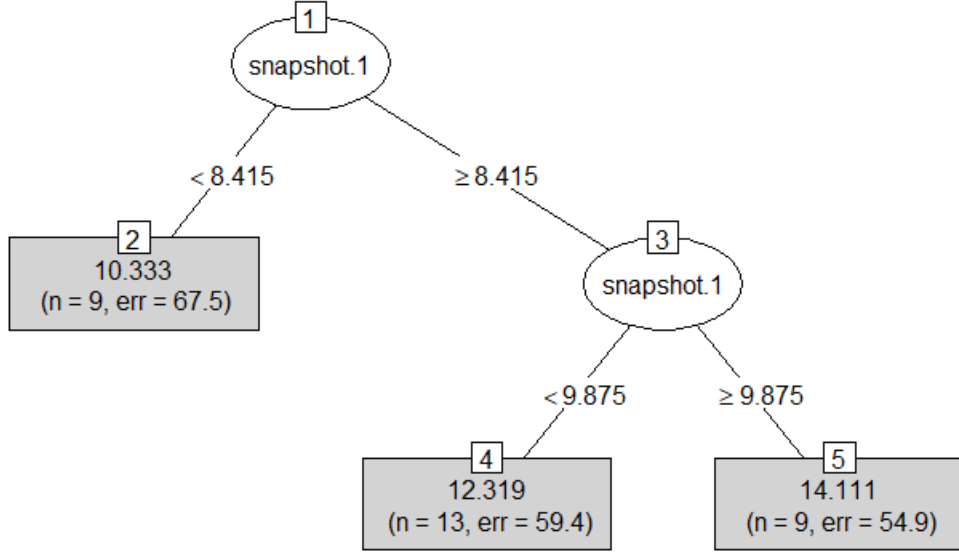 1
snapshot.1
< 8.415
≥ 8.415
2
10.333
(n = 9, err = 67.5)
3
snapshot.1
< 9.875
≥ 9.875
4
12.319
(n = 13, err = 59.4)
5
14.111
(n = 9, err = 54.9)